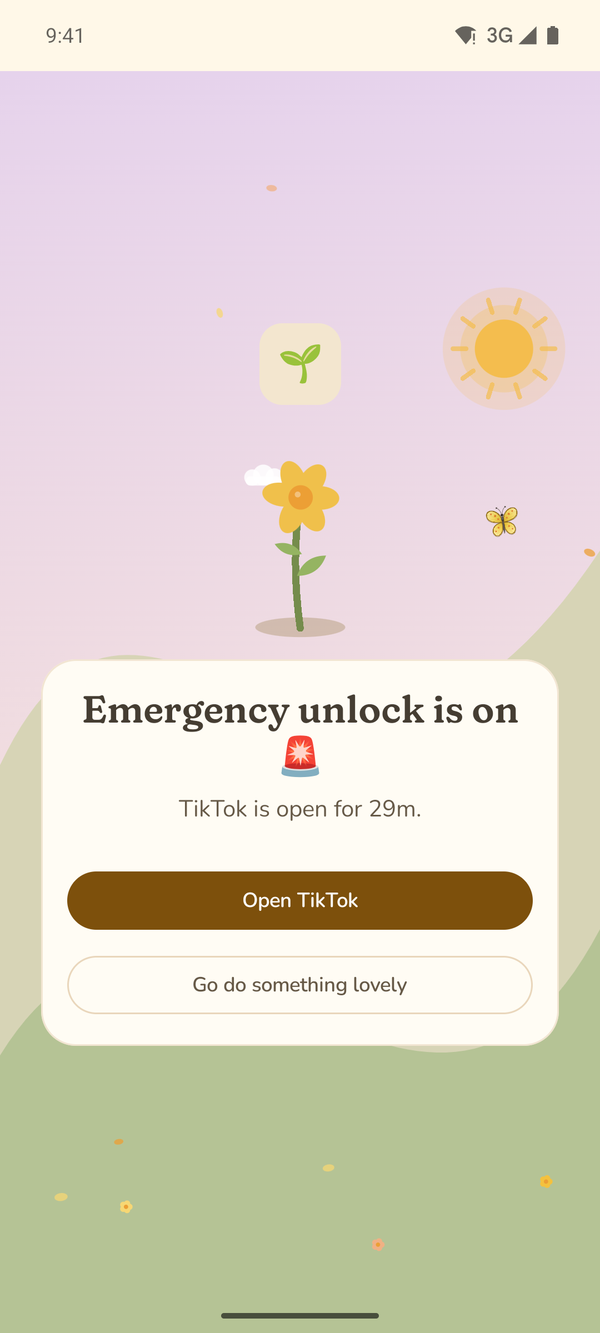 9:41
3G
Emergency unlock is on
🚨
TikTok is open for 29m.
Open TikTok
Go do something lovely